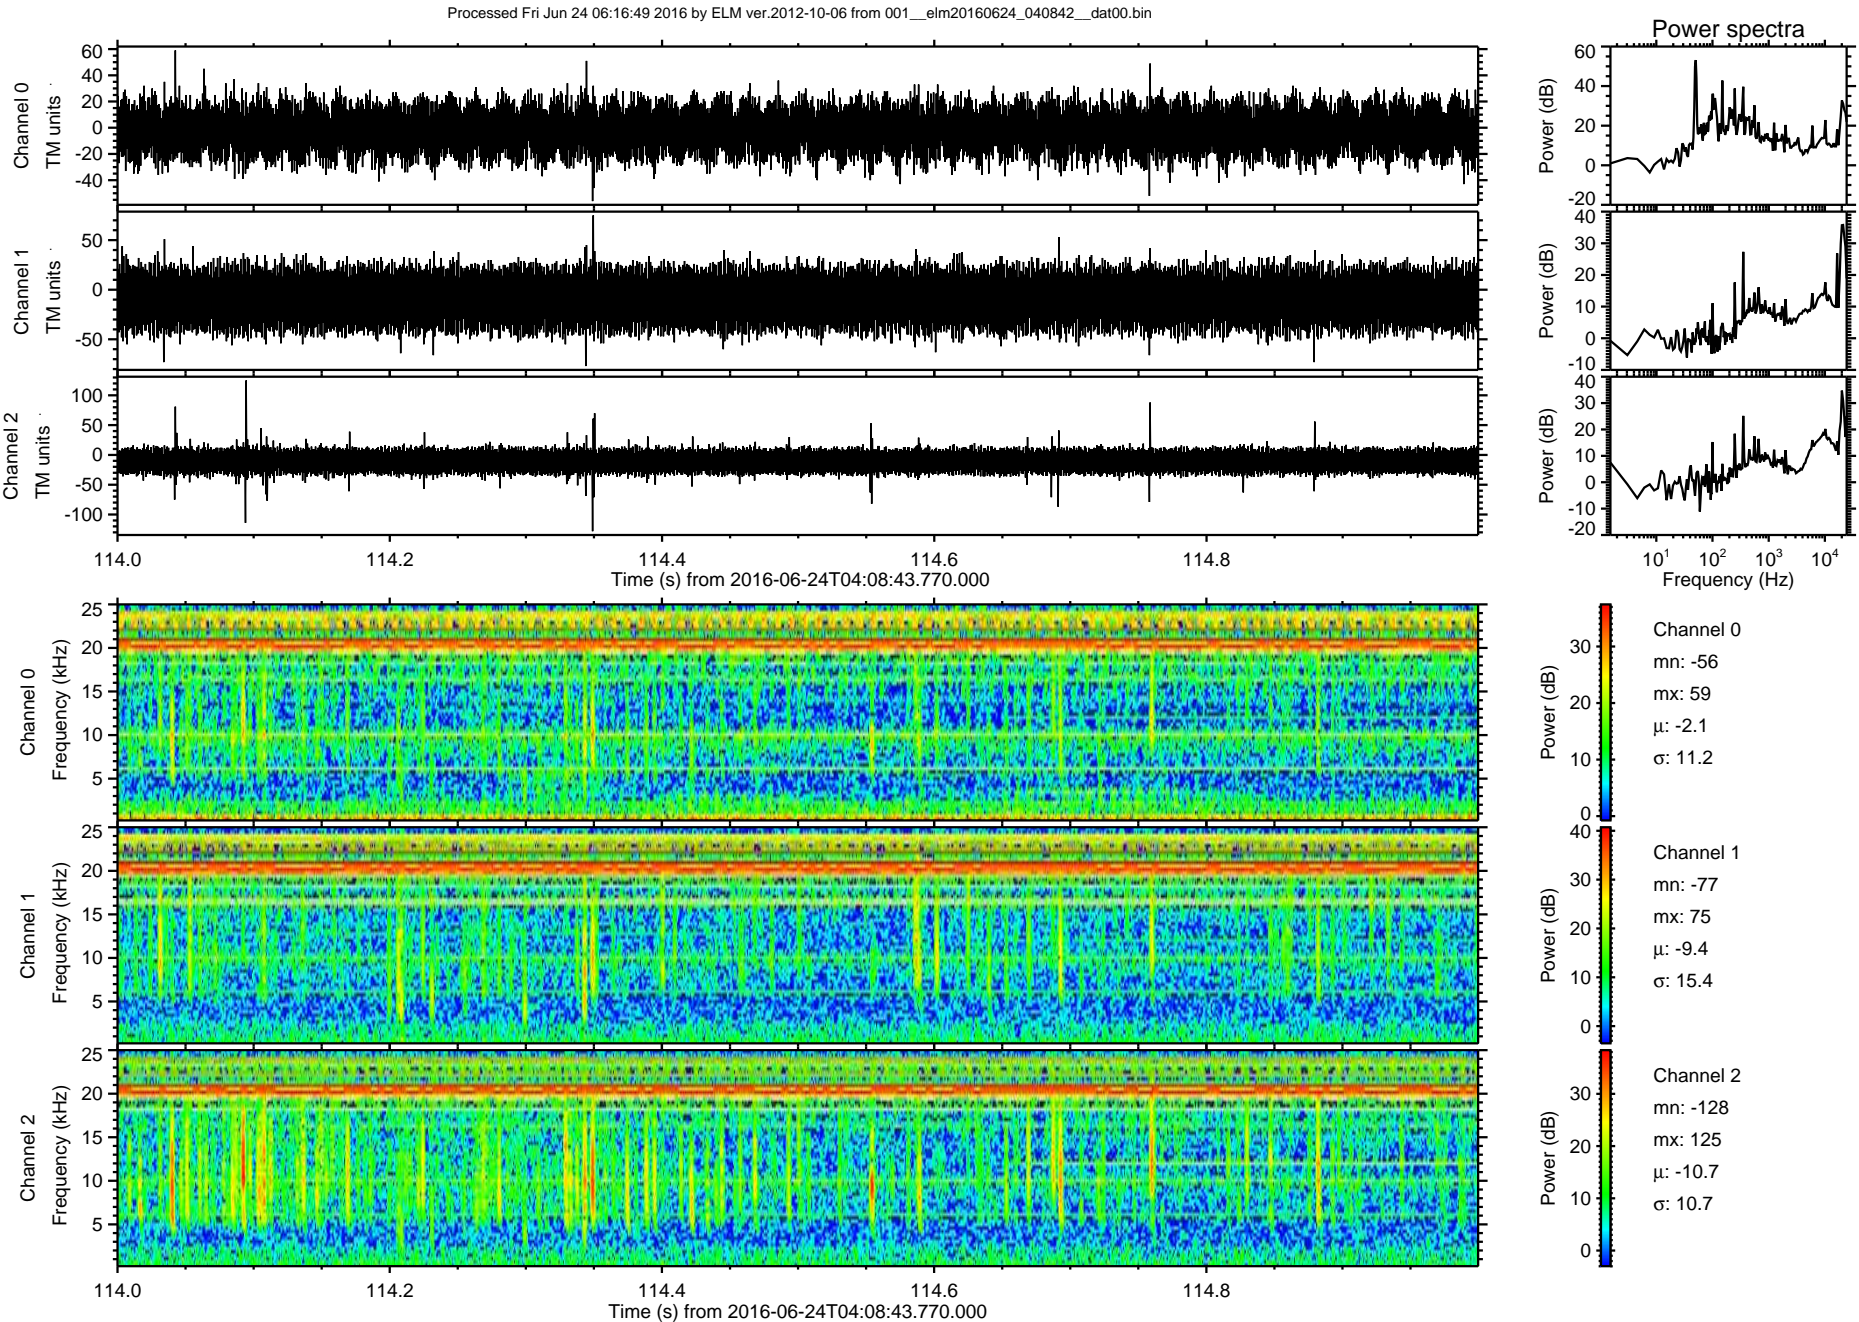 Processed Fri Jun 24 06:16:49 2016 by ELM ver.2012-10-06 from 001__elm20160624_040842__dat00.bin
Power spectra
Channel 0
TM units
60
40
20
0
-20
-40
Power (dB)
60
40
20
0
-20
Channel 1
TM units
50
0
-50
Power (dB)
40
30
20
10
0
-10
Channel 2
TM units
100
50
0
-50
-100
Power (dB)
40
30
20
10
0
-10
-20
114.0 114.2 114.4 114.6 114.8
Time (s) from 2016-06-24T04:08:43.770.000
10^1 10^2 10^3 10^4
Frequency (Hz)
Channel 0
Frequency (kHz)
25
20
15
10
5
Power (dB)
30
20
10
0
Channel 0
mn: -56
mx: 59
μ: -2.1
σ: 11.2
Channel 1
Frequency (kHz)
25
20
15
10
5
Power (dB)
40
30
20
10
0
Channel 1
mn: -77
mx: 75
μ: -9.4
σ: 15.4
Channel 2
Frequency (kHz)
25
20
15
10
5
Power (dB)
30
20
10
0
Channel 2
mn: -128
mx: 125
μ: -10.7
σ: 10.7
114.0 114.2 114.4 114.6 114.8
Time (s) from 2016-06-24T04:08:43.770.000